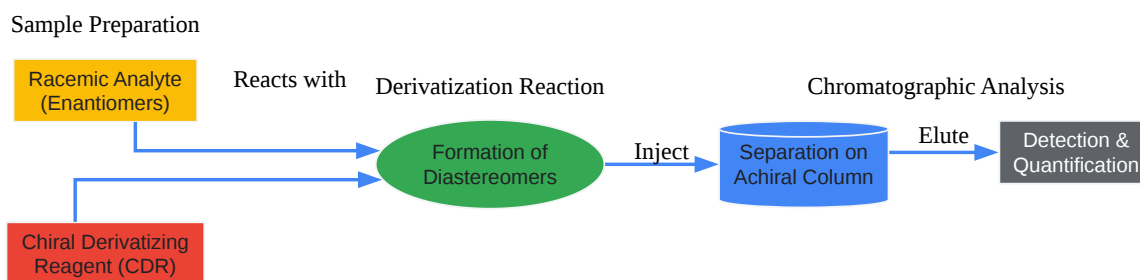 Sample Preparation
Racemic Analyte
(Enantiomers)
Reacts with
Chiral Derivatizing
Reagent (CDR)
Derivatization Reaction
Formation of
Diastereomers
Inject
Chromatographic Analysis
Separation on
Achiral Column
Elute
Detection &
Quantification